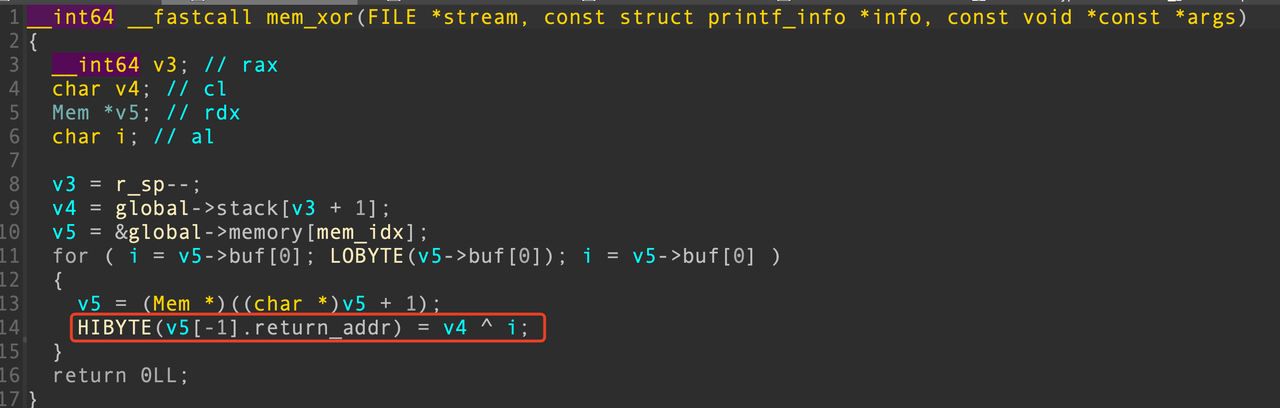 1 __int64 __fastcall mem_xor(FILE *stream, const struct printf_info *info, const void *const *args)
2 {
3 __int64 v3; // rax
4 char v4; // cl
5 Mem *v5; // rdx
6 char i; // al
7
8 v3 = r_sp--;
9 v4 = global->stack[v3 + 1];
10 v5 = &global->memory[mem_idx];
11 for ( i = v5->buf[0]; LOBYTE(v5->buf[0]); i = v5->buf[0] )
12 {
13 v5 = (Mem *)((char *)v5 + 1);
14 HIBYTE(v5[-1].return_addr) = v4 ^ i;
15 }
16 return 0LL;
17 }